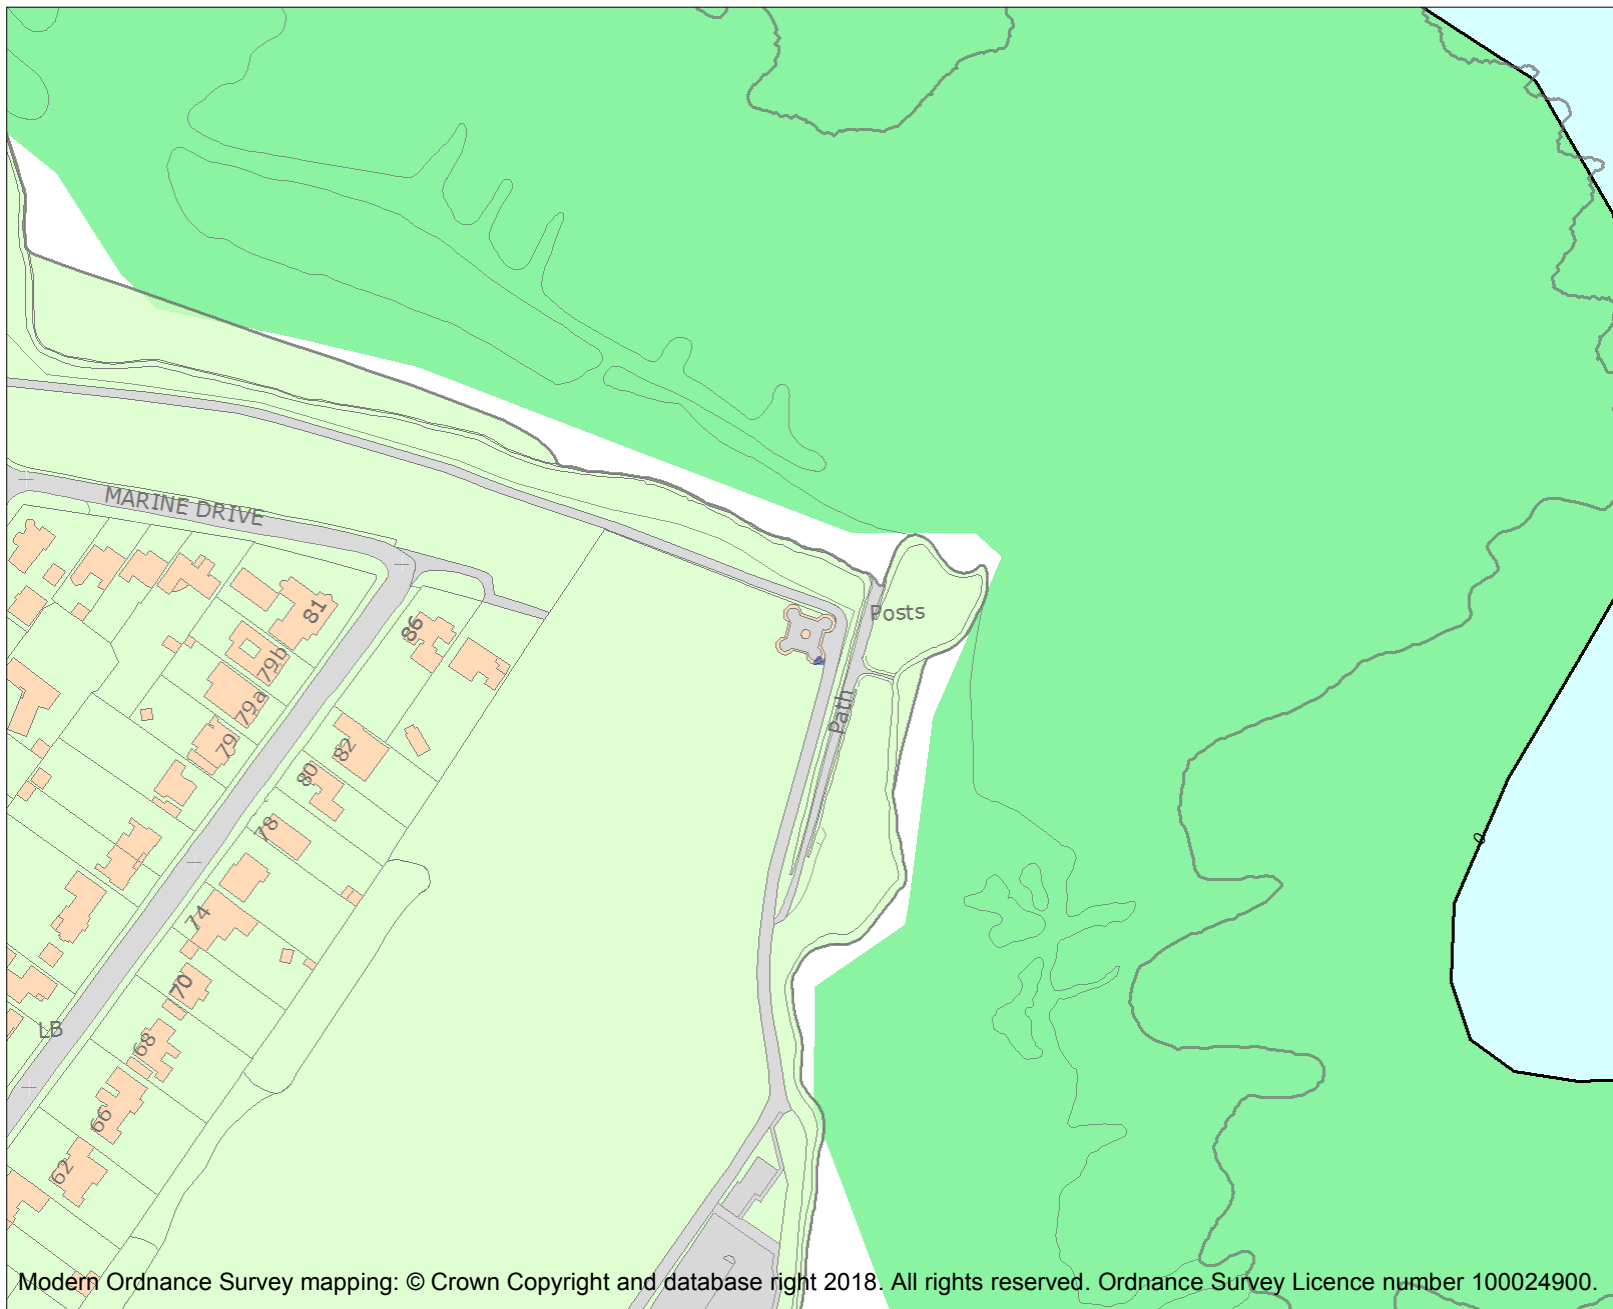 MARINE DRIVE
81
86
Posts
79b
79a
Path
79
82
80
78
0
74
70
LB
68
66
62
Modern Ordnance Survey mapping: © Crown Copyright and database right 2018. All rights reserved. Ordnance Survey Licence number 100024900.